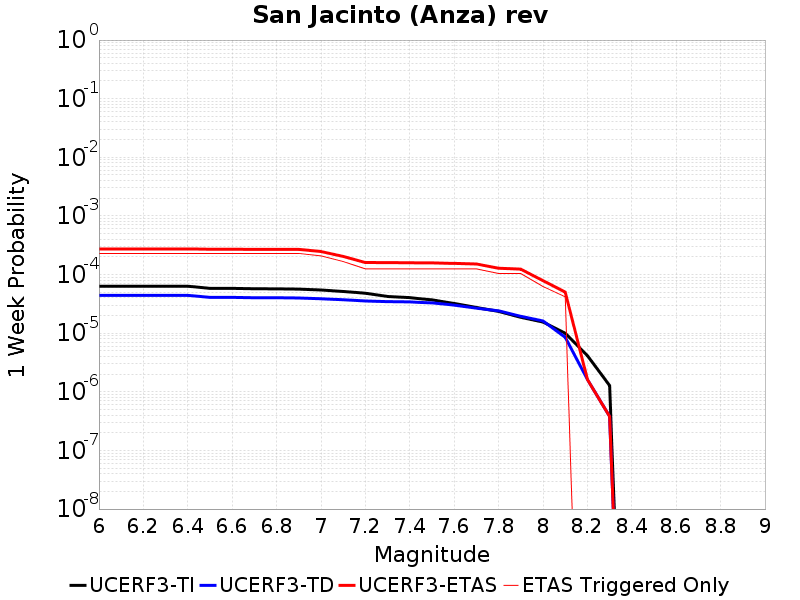 San Jacinto (Anza) rev
1 Week Probability
10^0
10^-1
10^-2
10^-3
10^-4
10^-5
10^-6
10^-7
10^-8
6 6.2 6.4 6.6 6.8 7 7.2 7.4 7.6 7.8 8 8.2 8.4 8.6 8.8 9
Magnitude
UCERF3-TI UCERF3-TD UCERF3-ETAS ETAS Triggered Only